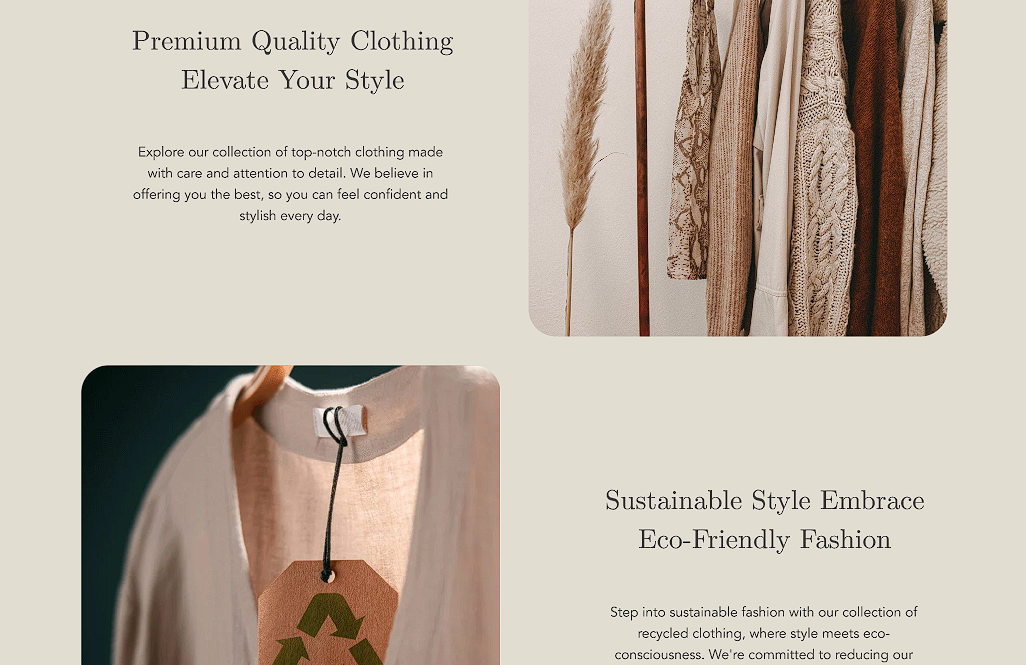 Premium Quality Clothing
Elevate Your Style
Explore our collection of top-notch clothing made
with care and attention to detail. We believe in
offering you the best, so you can feel confident and
stylish every day.
Sustainable Style Embrace
Eco-Friendly Fashion
Step into sustainable fashion with our collection of
recycled clothing, where style meets eco-
consciousness. We're committed to reducing our